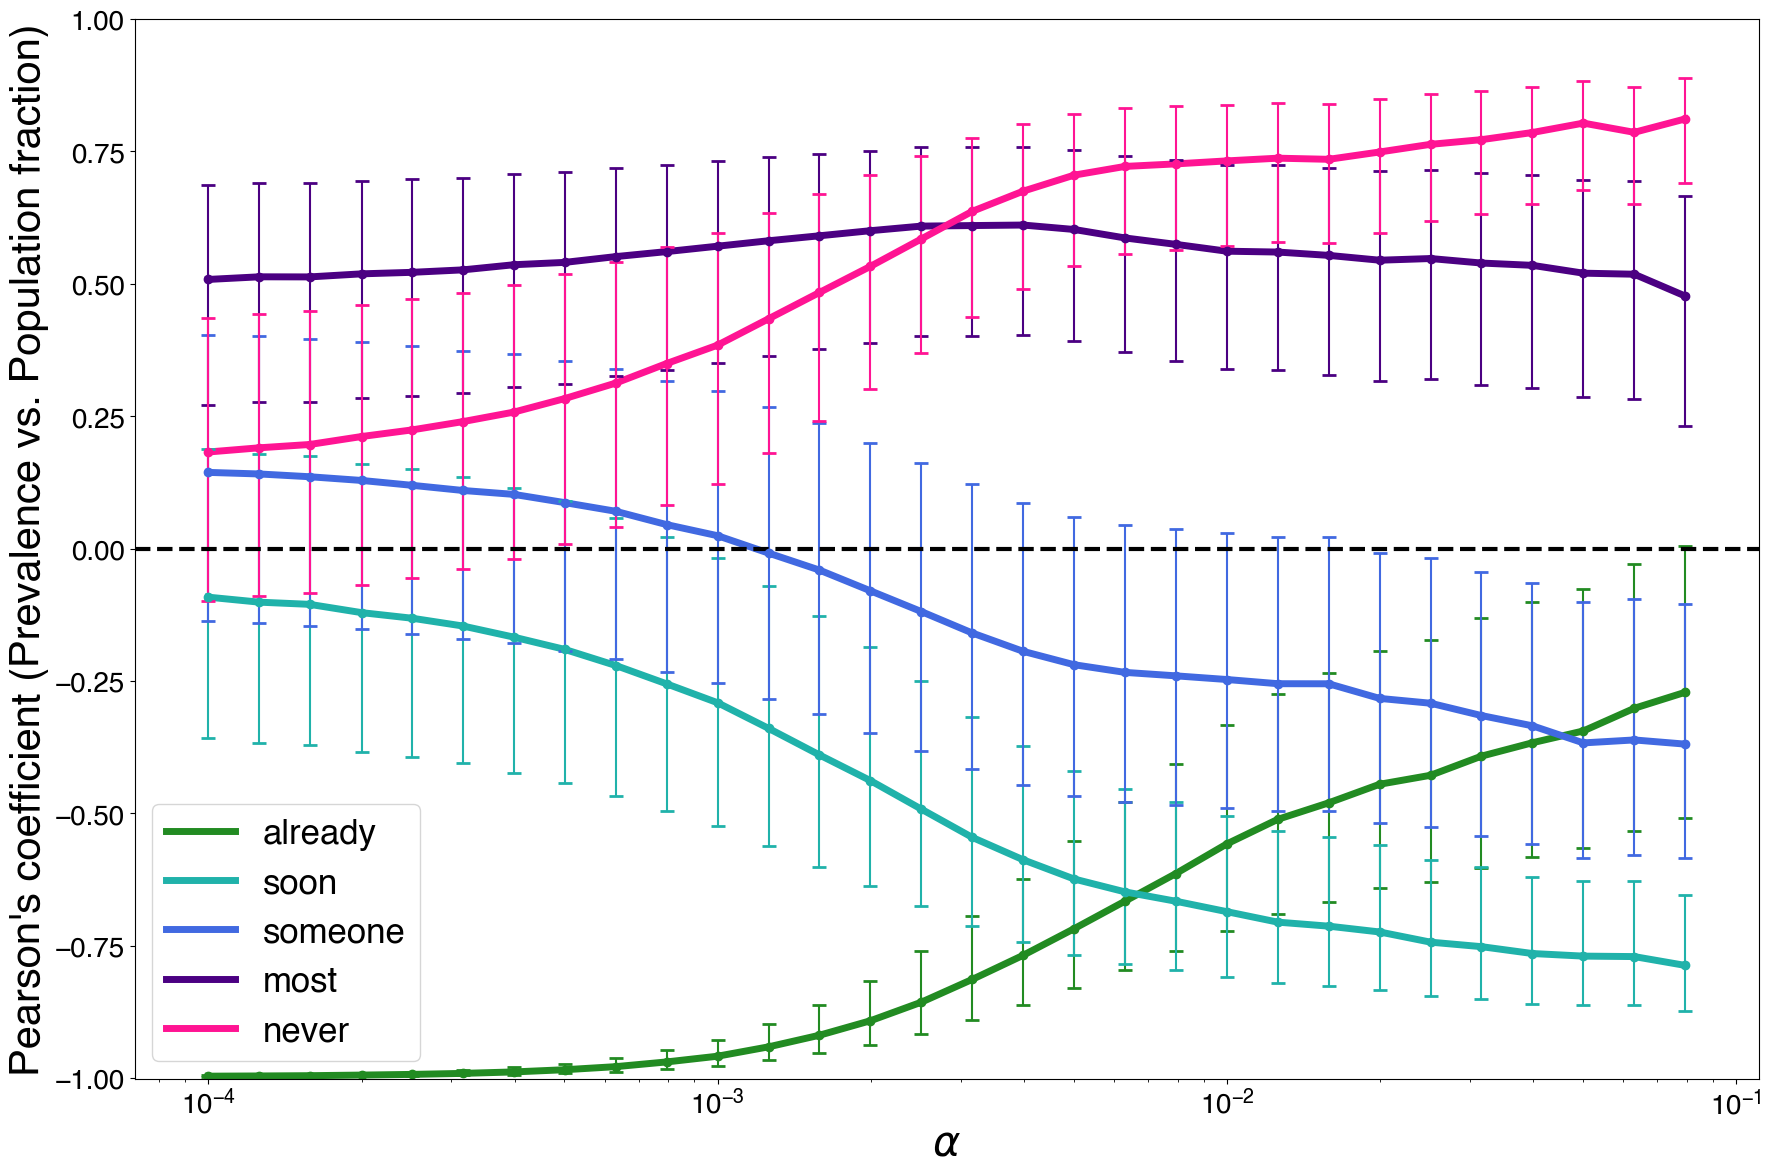 Pearson's coefficient (Prevalence vs. Population fraction)
1.00
0.75
0.50
0.25
0.00
−0.25
−0.50
−0.75
−1.00
already
soon
someone
most
never
10⁻⁴ 10⁻³ 10⁻² 10⁻¹
α